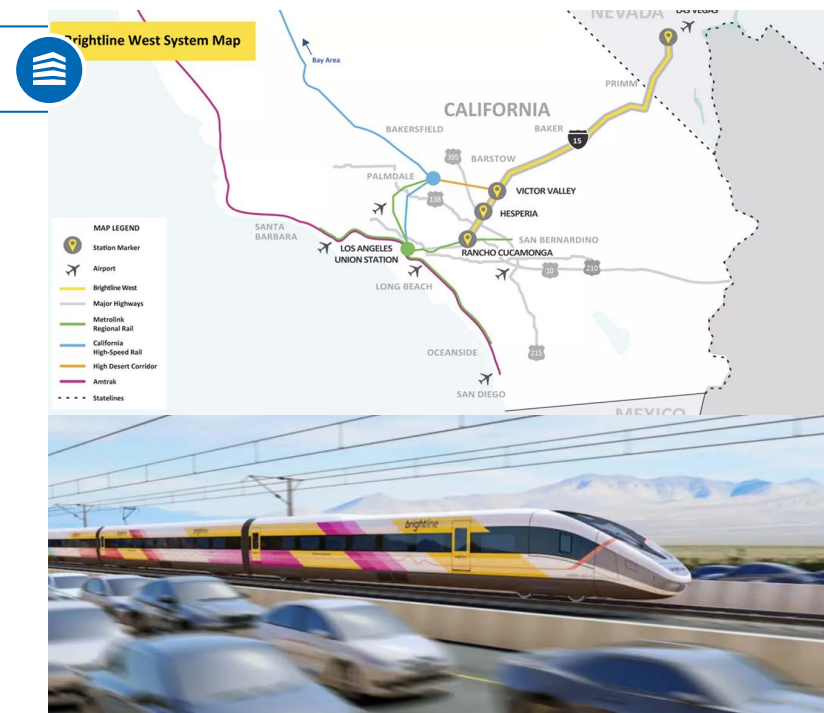 NEVADA
LAS VEGAS
Brightline West System Map
Bay Area
PRIMM
CALIFORNIA
BAKERSFIELD
BAKER
15
395
BARSTOW
PALMDALE
138
VICTOR VALLEY
HESPERIA
SANTA
BARBARA
LOS ANGELES
UNION STATION
SAN BERNARDINO
RANCHO CUCAMONGA
10
210
LONG BEACH
OCEANSIDE
215
SAN DIEGO
MEXICO
MAP LEGEND
Station Marker
Airport
Brightline West
Major Highways
Metrolink
Regional Rail
California
High-Speed Rail
High Desert Corridor
Amtrak
Statelines
brightline